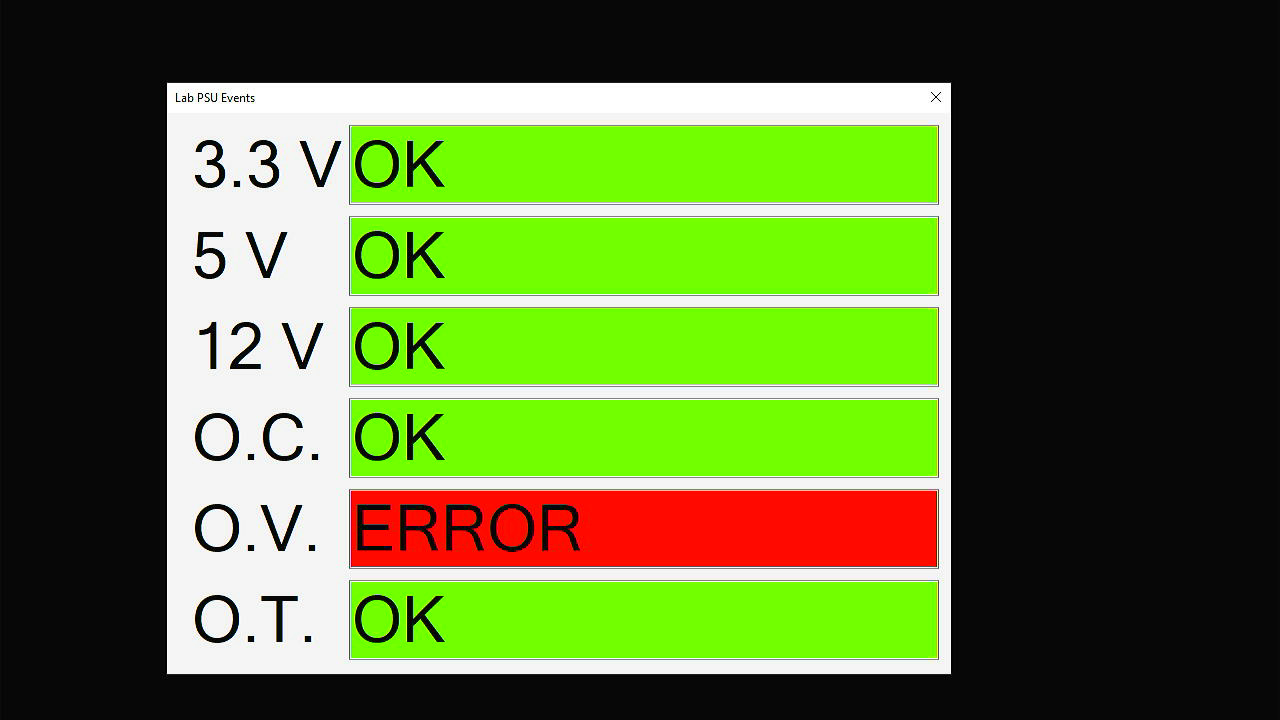 Lab PSU Events
3.3 V OK
5 V OK
12 V OK
O.C. OK
O.V. ERROR
O.T. OK